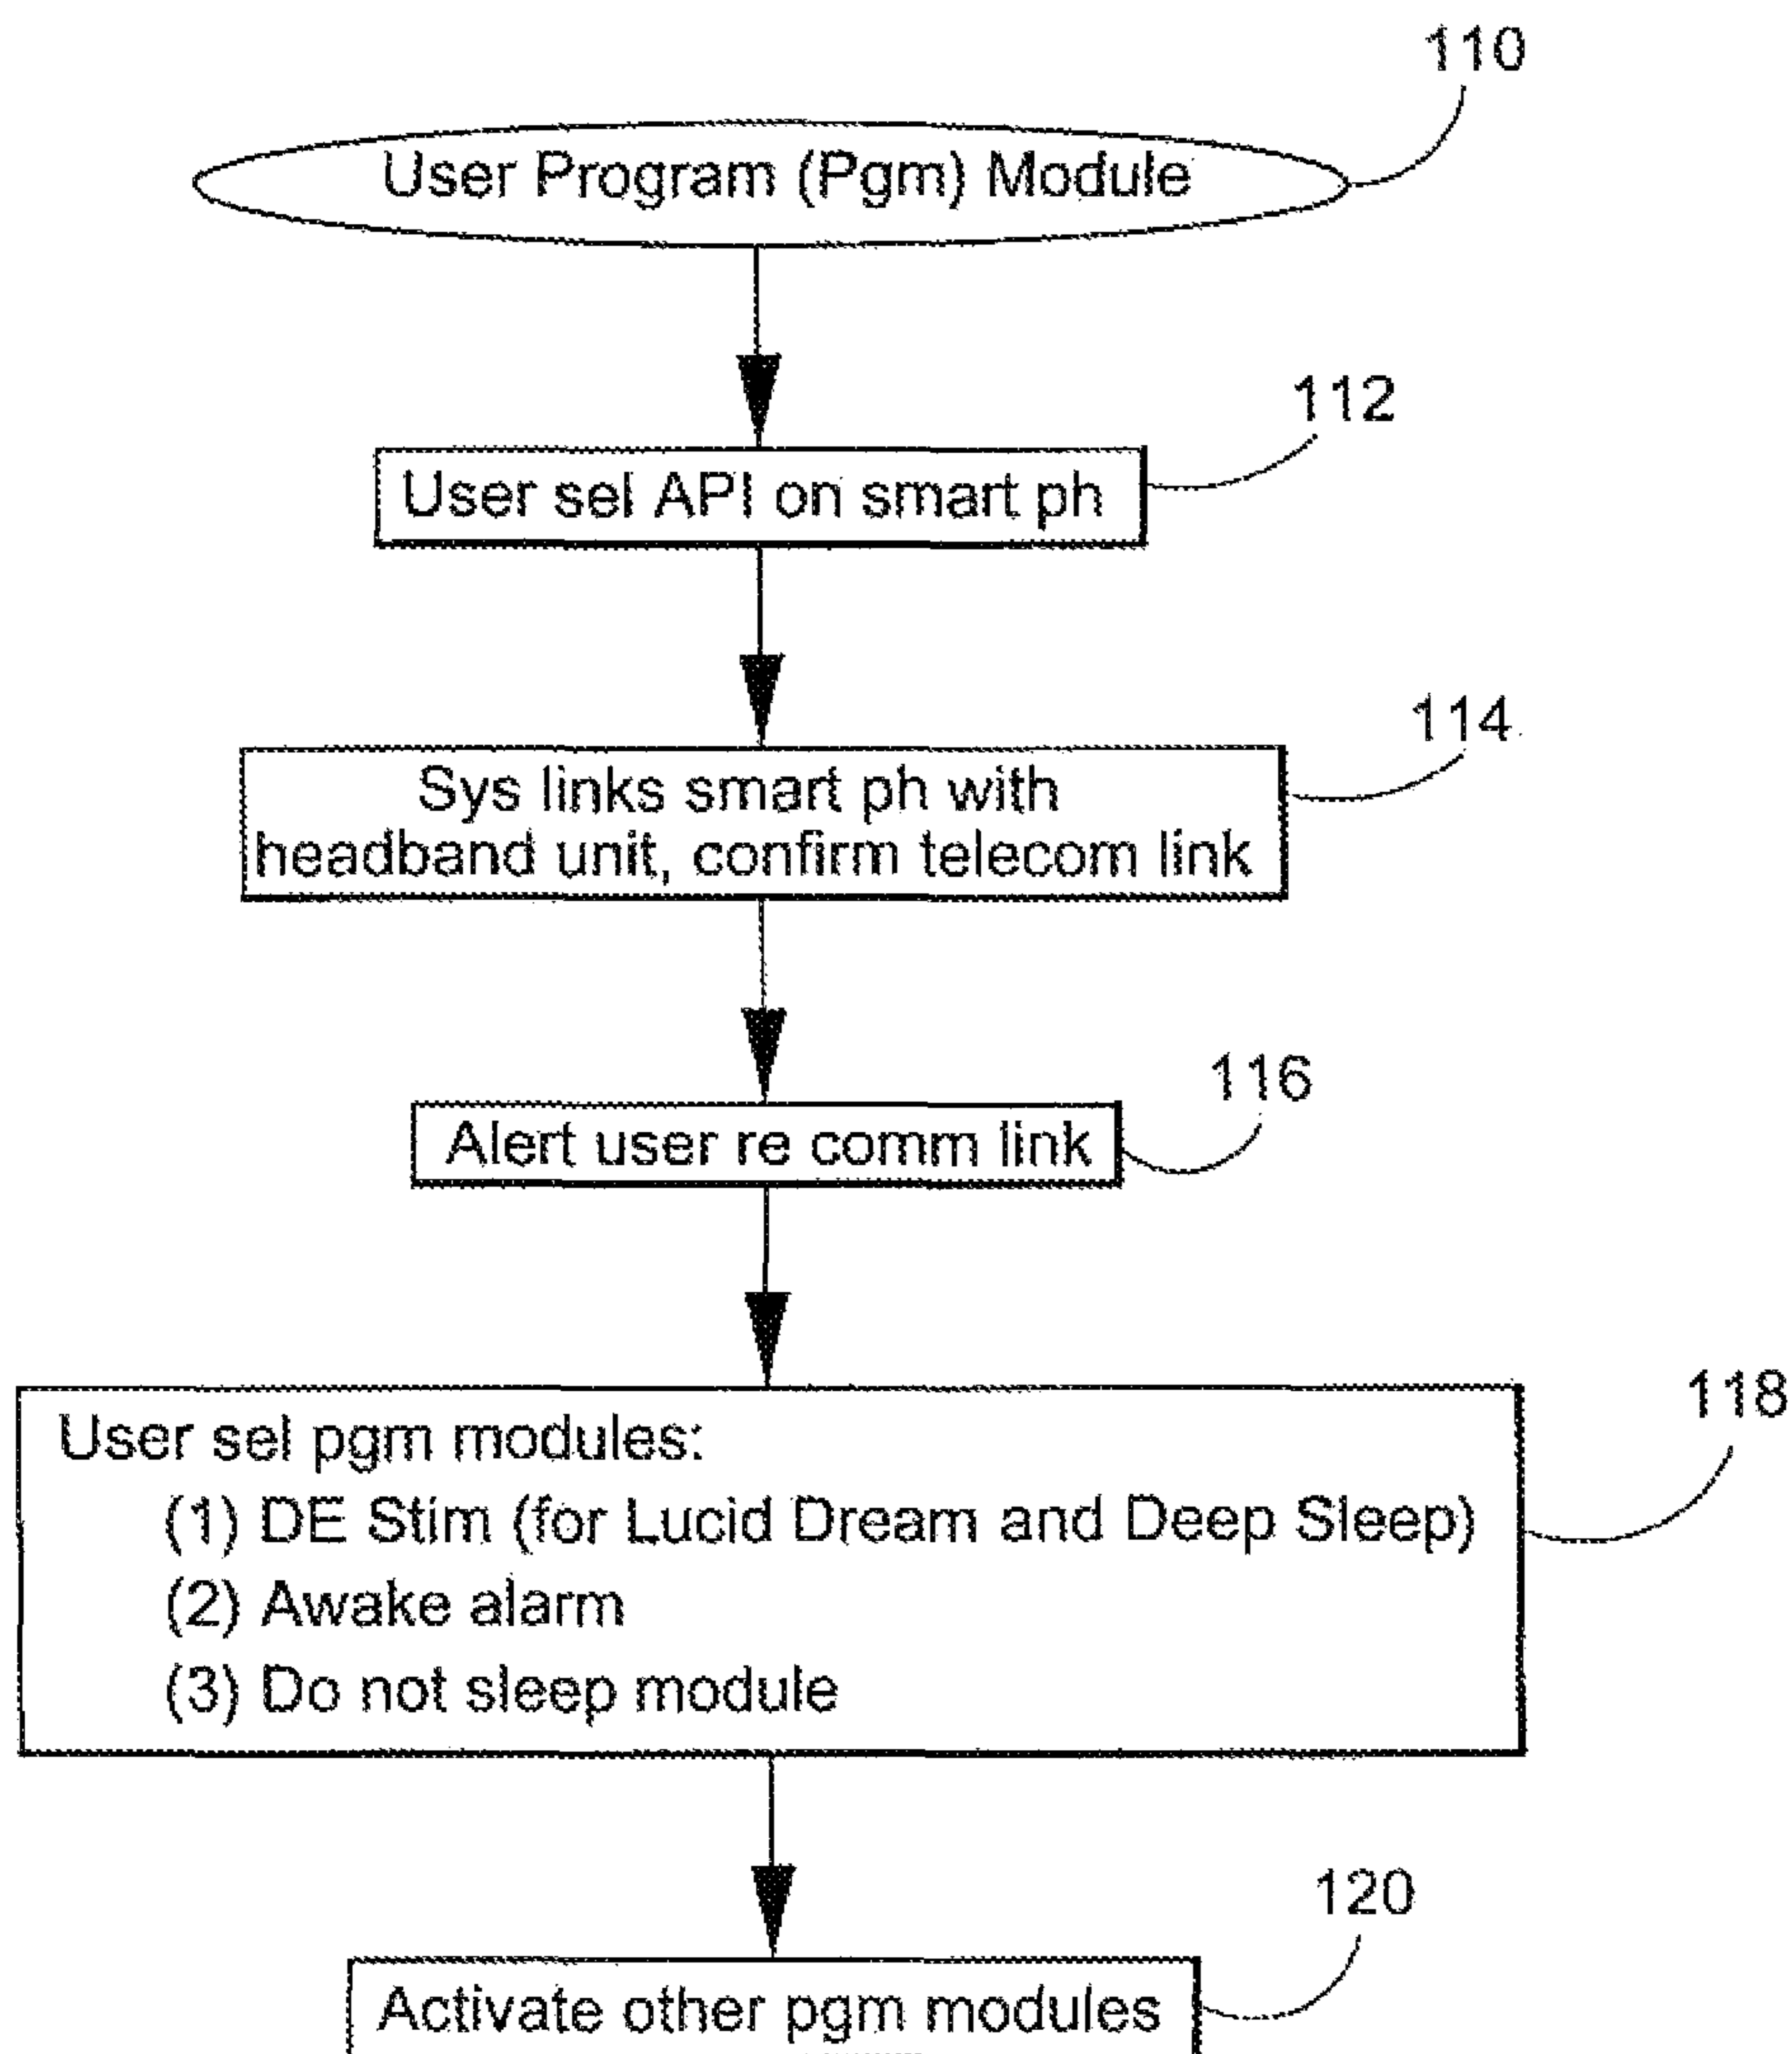 110
User Program (Pgm) Module
112
User sel API on smart ph
114
Sys links smart ph with
headband unit, confirm telecom link
116
Alert user re comm link
118
User sel pgm modules:
(1) DE Stim (for Lucid Dream and Deep Sleep)
(2) Awake alarm
(3) Do not sleep module
120
Activate other pgm modules